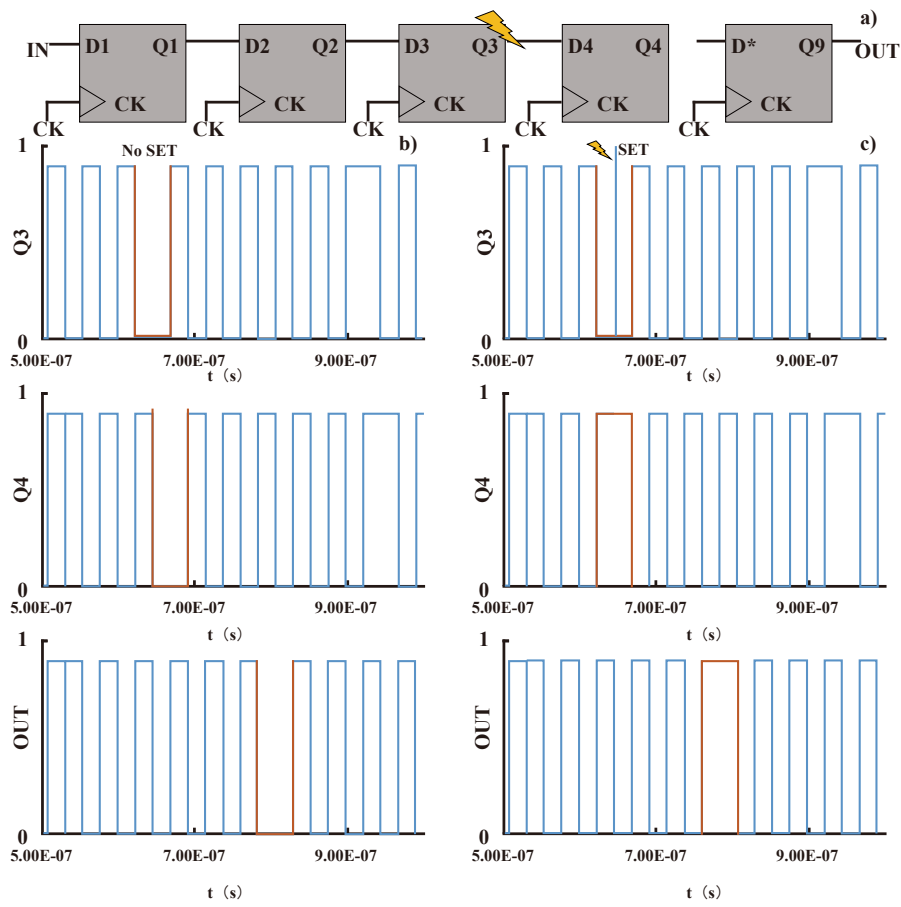 a)
IN D1 Q1 D2 Q2 D3 Q3 D4 Q4 D* Q9 OUT
CK CK CK CK CK
CK CK CK CK CK
b)
No SET
1
Q3
0
5.00E-07 7.00E-07 9.00E-07
t（s）
c)
SET
1
Q3
0
5.00E-07 7.00E-07 9.00E-07
t（s）
1
Q4
0
5.00E-07 7.00E-07 9.00E-07
t（s）
1
Q4
0
5.00E-07 7.00E-07 9.00E-07
t（s）
1
OUT
0
5.00E-07 7.00E-07 9.00E-07
t（s）
1
OUT
0
5.00E-07 7.00E-07 9.00E-07
t（s）